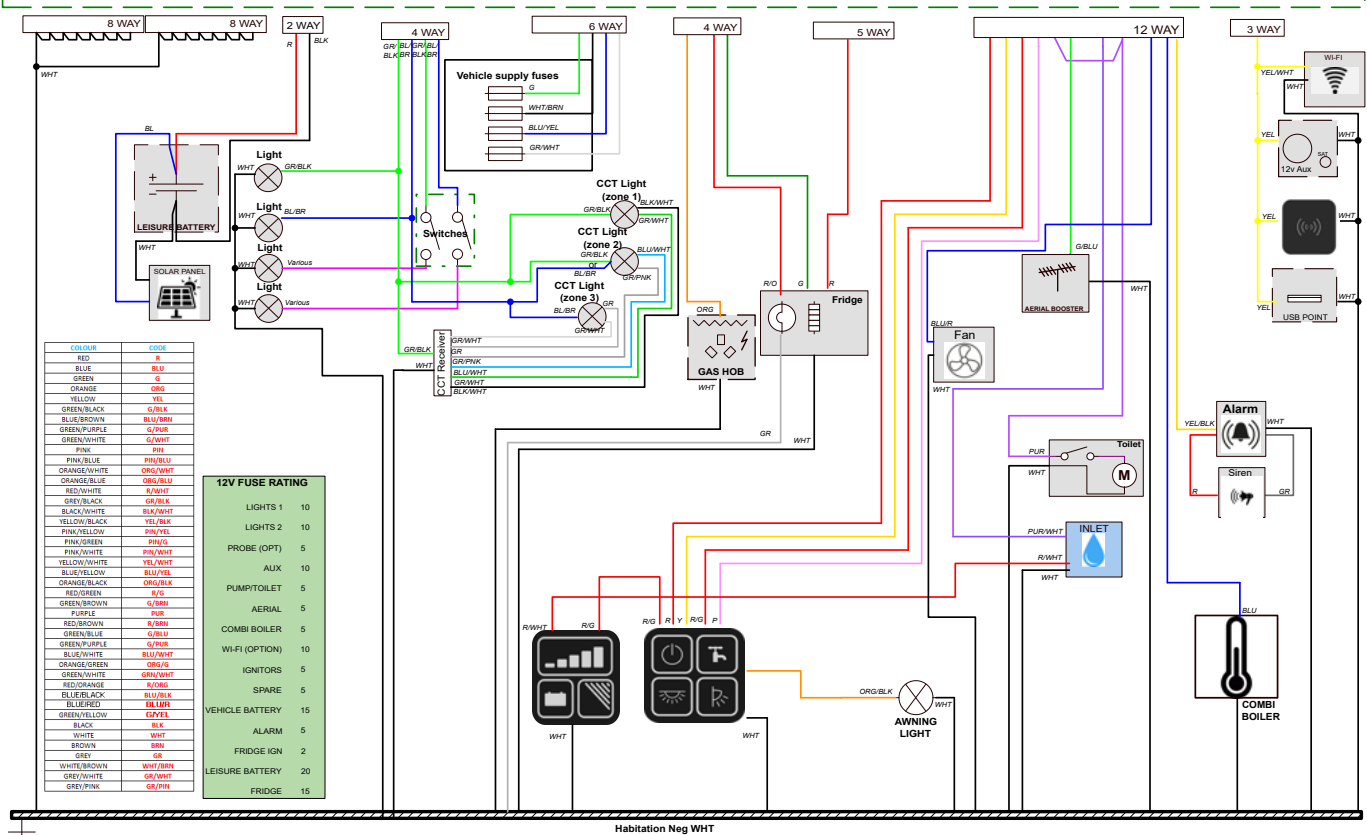 8 WAY
8 WAY
2 WAY
4 WAY
6 WAY
4 WAY
5 WAY
12 WAY
3 WAY
R
BLK
WHT
GR/ BL/ GR/ BL/
BLK BR BLK BR
Vehicle supply fuses
G
WHT/BRN
BLU/YEL
GR/WHT
WI-FI
YEL/WHT
WHT
BL
+
−
LEISURE BATTERY
WHT
SOLAR PANEL
Light
WHT
GR/BLK
Light
WHT
BL/BR
Light
WHT
Various
Light
WHT
Various
Switches
CCT Light
(zone 1)
BLK/WHT
GR/BLK
GR/WHT
CCT Light
(zone 2)
BLU/WHT
GR/BLK
or
BL/BR
GR/PNK
CCT Light
(zone 3)
GR
BL/BR
GR/WHT
YEL
SAT
12v Aux
YEL
WHT
WHT
YEL
USB POINT
G/BLU
AERIAL BOOSTER
WHT
R/O
G
R
Fridge
ORG
GAS HOB
WHT
GR
WHT
BLU/R
Fan
WHT
GR/BLK
WHT
CCT Receiver
GR/WHT
GR
GR/PNK
BLU/WHT
GR/WHT
BLK/WHT
COLOUR CODE
RED R
BLUE BLU
GREEN G
ORANGE ORG
YELLOW YEL
GREEN/BLACK G/BLK
BLUE/BROWN BLU/BRN
GREEN/PURPLE G/PUR
GREEN/WHITE G/WHT
PINK PIN
PINK/BLUE PIN/BLU
ORANGE/WHITE ORG/WHT
ORANGE/BLUE ORG/BLU
RED/WHITE R/WHT
GREY/BLACK GR/BLK
BLACK/WHITE BLK/WHT
YELLOW/BLACK YEL/BLK
PINK/YELLOW PIN/YEL
PINK/GREEN PIN/G
PINK/WHITE PIN/WHT
YELLOW/WHITE YEL/WHT
BLUE/YELLOW BLU/YEL
ORANGE/BLACK ORG/BLK
RED/GREEN R/G
GREEN/BROWN G/BRN
PURPLE PUR
RED/BROWN R/BRN
GREEN/BLUE G/BLU
GREEN/PURPLE G/PUR
BLUE/WHITE BLU/WHT
ORANGE/GREEN ORG/G
GREEN/WHITE GRN/WHT
RED/ORANGE R/ORG
BLUE/BLACK BLU/BLK
BLUE/RED BLU/R
GREEN/YELLOW G/YEL
BLACK BLK
WHITE WHT
BROWN BRN
GREY GR
WHITE/BROWN WHT/BRN
GREY/WHITE GR/WHT
GREY/PINK GR/PIN
12V FUSE RATING
LIGHTS 1 10
LIGHTS 2 10
PROBE (OPT) 5
AUX 10
PUMP/TOILET 5
AERIAL 5
COMBI BOILER 5
WI-FI (OPTION) 10
IGNITORS 5
SPARE 5
VEHICLE BATTERY 15
ALARM 5
FRIDGE IGN 2
LEISURE BATTERY 20
FRIDGE 15
Alarm
YEL/BLK
WHT
Siren
R
GR
Toilet
PUR
WHT
M
PUR/WHT
INLET
R/WHT
WHT
R/WHT
R/G
R/G
R
Y
R/G
P
WHT
WHT
ORG/BLK
WHT
AWNING
LIGHT
BLU
COMBI
BOILER
Habitation Neg WHT